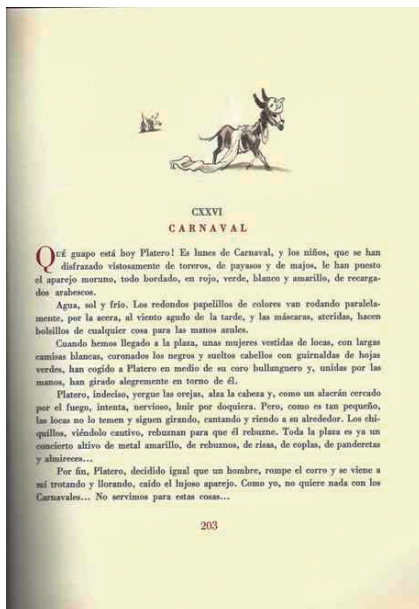 CXXVI
CARNAVAL
QUÉ guapo está hoy Platero! Es lunes de Carnaval, y los niños, que se han
disfrazado vistosamente de toreros, de payasos y de majos, le han puesto
el aparejo moruno, todo bordado, en rojo, verde, blanco y amarillo, de recarga-
dos arabescos.
Agua, sol y frío. Los redondos papelillos de colores van rodando paralela-
mente, por la acera, al viento agudo de la tarde, y las máscaras, ateridas, hacen
bolsillos de cualquier cosa para las manos azules.
Cuando hemos llegado a la plaza, unas mujeres vestidas de locas, con largas
camisas blancas, coronados los negros y sueltos cabellos con guirnaldas de hojas
verdes, han cogido a Platero en medio de su coro bullanguero y, unidas por las
manos, han girado alegremente en torno de él.
Platero, indeciso, yergue las orejas, alza la cabeza y, como un alacrán cercado
por el fuego, intenta, nervioso, huir por doquiera. Pero, como es tan pequeño,
las locas no lo temen y siguen girando, cantando y riendo a su alrededor. Los chi-
quillos, viéndolo cautivo, rebuznan para que él rebuzne. Toda la plaza es ya un
concierto altivo de metal amarillo, de rebuznos, de risas, de coplas, de panderetas
y almireces...
Por fin, Platero, decidido igual que un hombre, rompe el corro y se viene a
mí trotando y llorando, caído el lujoso aparejo. Como yo, no quiere nada con los
Carnavales... No servimos para estas cosas...
203